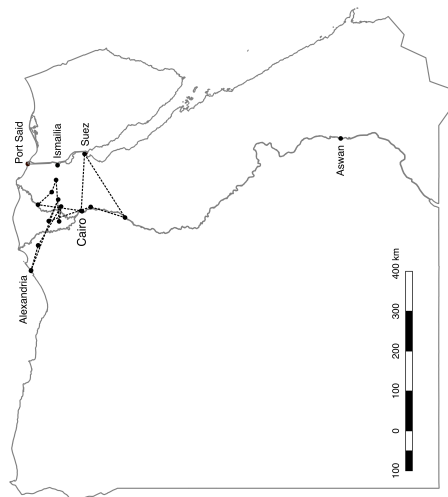 Port Said
Ismailia
Suez
Alexandria
Cairo
Aswan
100 0 100 200 300 400 km